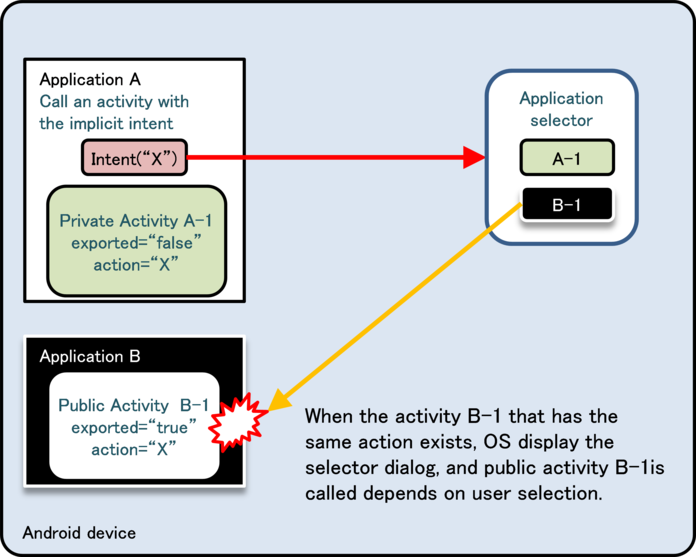 Application A
Call an activity with
the implicit intent
Intent(“X”)
Private Activity A-1
exported=“false”
action=“X”
Application
selector
A-1
B-1
Application B
Public Activity B-1
exported=“true”
action=“X”
When the activity B-1 that has the
same action exists, OS display the
selector dialog, and public activity B-1is
called depends on user selection.
Android device